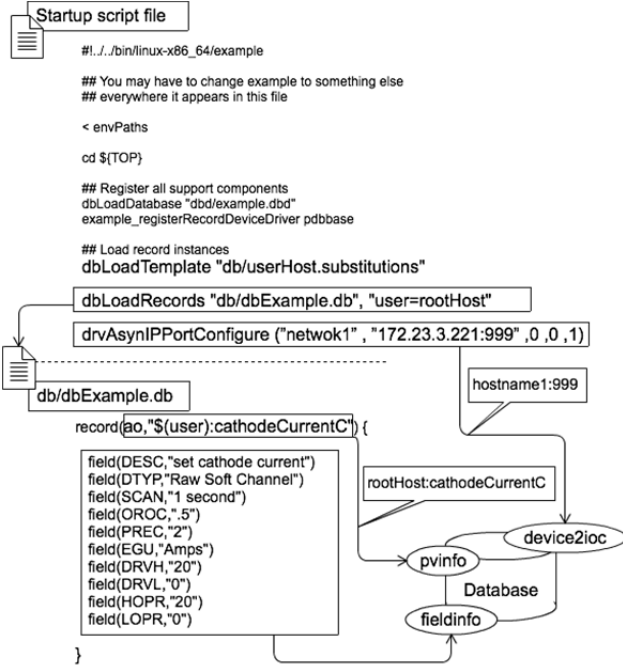 Startup script file
#!../../bin/linux-x86_64/example
## You may have to change example to something else
## everywhere it appears in this file
< envPaths
cd ${TOP}
## Register all support components
dbLoadDatabase "dbd/example.dbd"
example_registerRecordDeviceDriver pdbbase
## Load record instances
dbLoadTemplate "db/userHost.substitutions"
dbLoadRecords "db/dbExample.db", "user=rootHost"
drvAsynIPPortConfigure ("netwok1" , "172.23.3.221:999" ,0 ,0 ,1)
hostname1:999
db/dbExample.db
record(ao,"$(user):cathodeCurrentC") {
field(DESC,"set cathode current")
field(DTYP,"Raw Soft Channel")
field(SCAN,"1 second")
field(OROC,".5")
field(PREC,"2")
field(EGU,"Amps")
field(DRVH,"20")
field(DRVL,"0")
field(HOPR,"20")
field(LOPR,"0")
}
rootHost:cathodeCurrentC
device2ioc
pvinfo
Database
fieldinfo